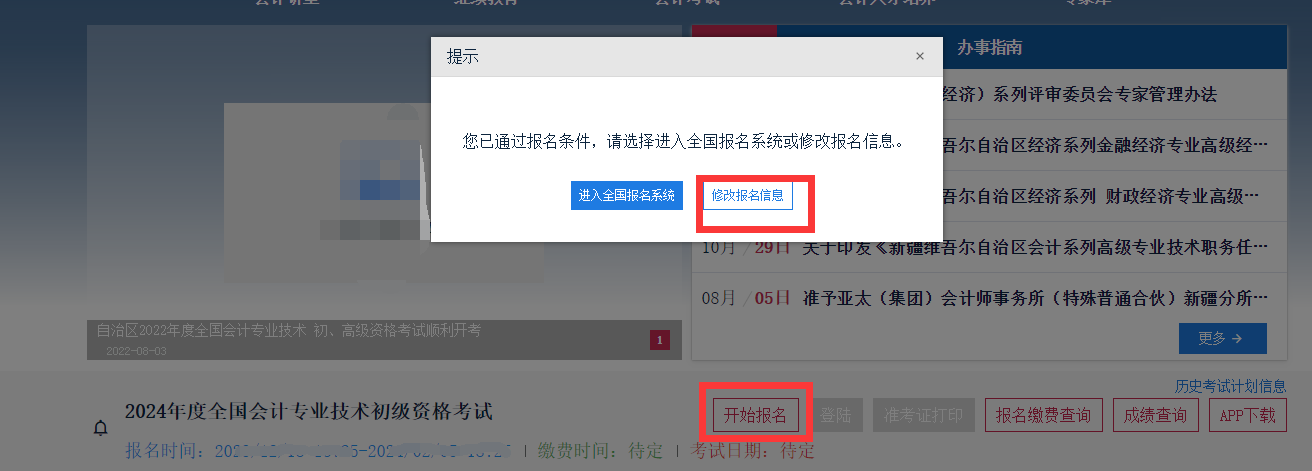 提示
×
您已通过报名条件，请选择进入全国报名系统或修改报名信息。
进入全国报名系统
修改报名信息
办事指南
经济）系列评审委员会专家管理办法
吾尔自治区经济系列金融经济专业高级经…
吾尔自治区经济系列 财政经济专业高级…
10月 / 29日 关于印发《新疆维吾尔自治区会计系列高级专业技术职务任…
08月 / 05日 准予亚太（集团）会计师事务所（特殊普通合伙）新疆分所…
更多 →
自治区2022年度全国会计专业技术 初、高级资格考试顺利开考
2022-08-03
1
历史考试计划信息
2024年度全国会计专业技术初级资格考试
开始报名
登陆
准考证打印
报名缴费查询
成绩查询
APP下载
报名时间：
缴费时间：待定 | 考试日期：待定